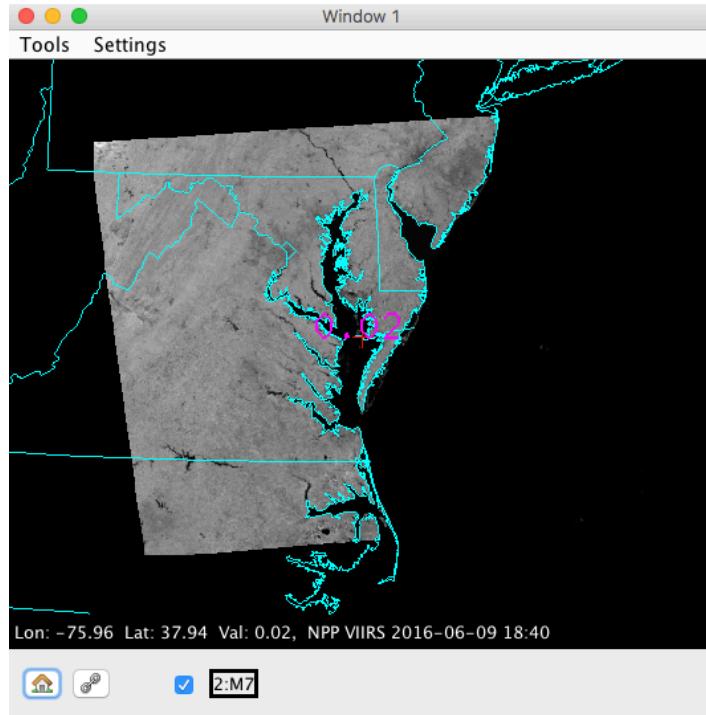 Window 1
Tools Settings
0.02
Lon: -75.96 Lat: 37.94 Val: 0.02, NPP VIIRS 2016-06-09 18:40
2:M7